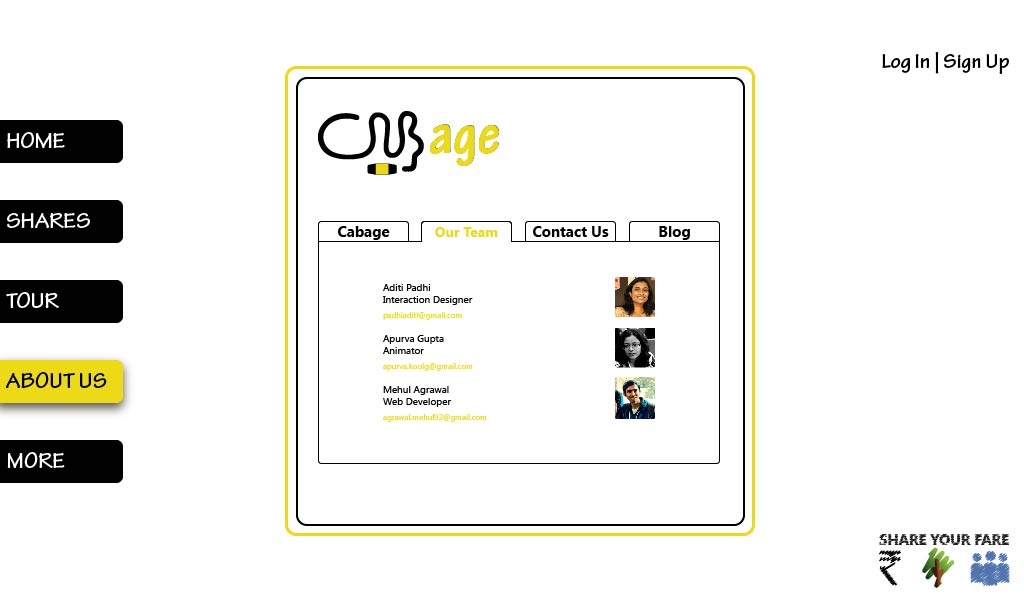 Log In | Sign Up
HOME
SHARES
TOUR
ABOUT US
MORE
Cabage
Cabage
Our Team
Contact Us
Blog
Aditi Padhi
Interaction Designer
padhiaditi@gmail.com
Apurva Gupta
Animator
apurva.koolg@gmail.com
Mehul Agrawal
Web Developer
agrawal.mehul92@gmail.com
SHARE YOUR FARE
₹